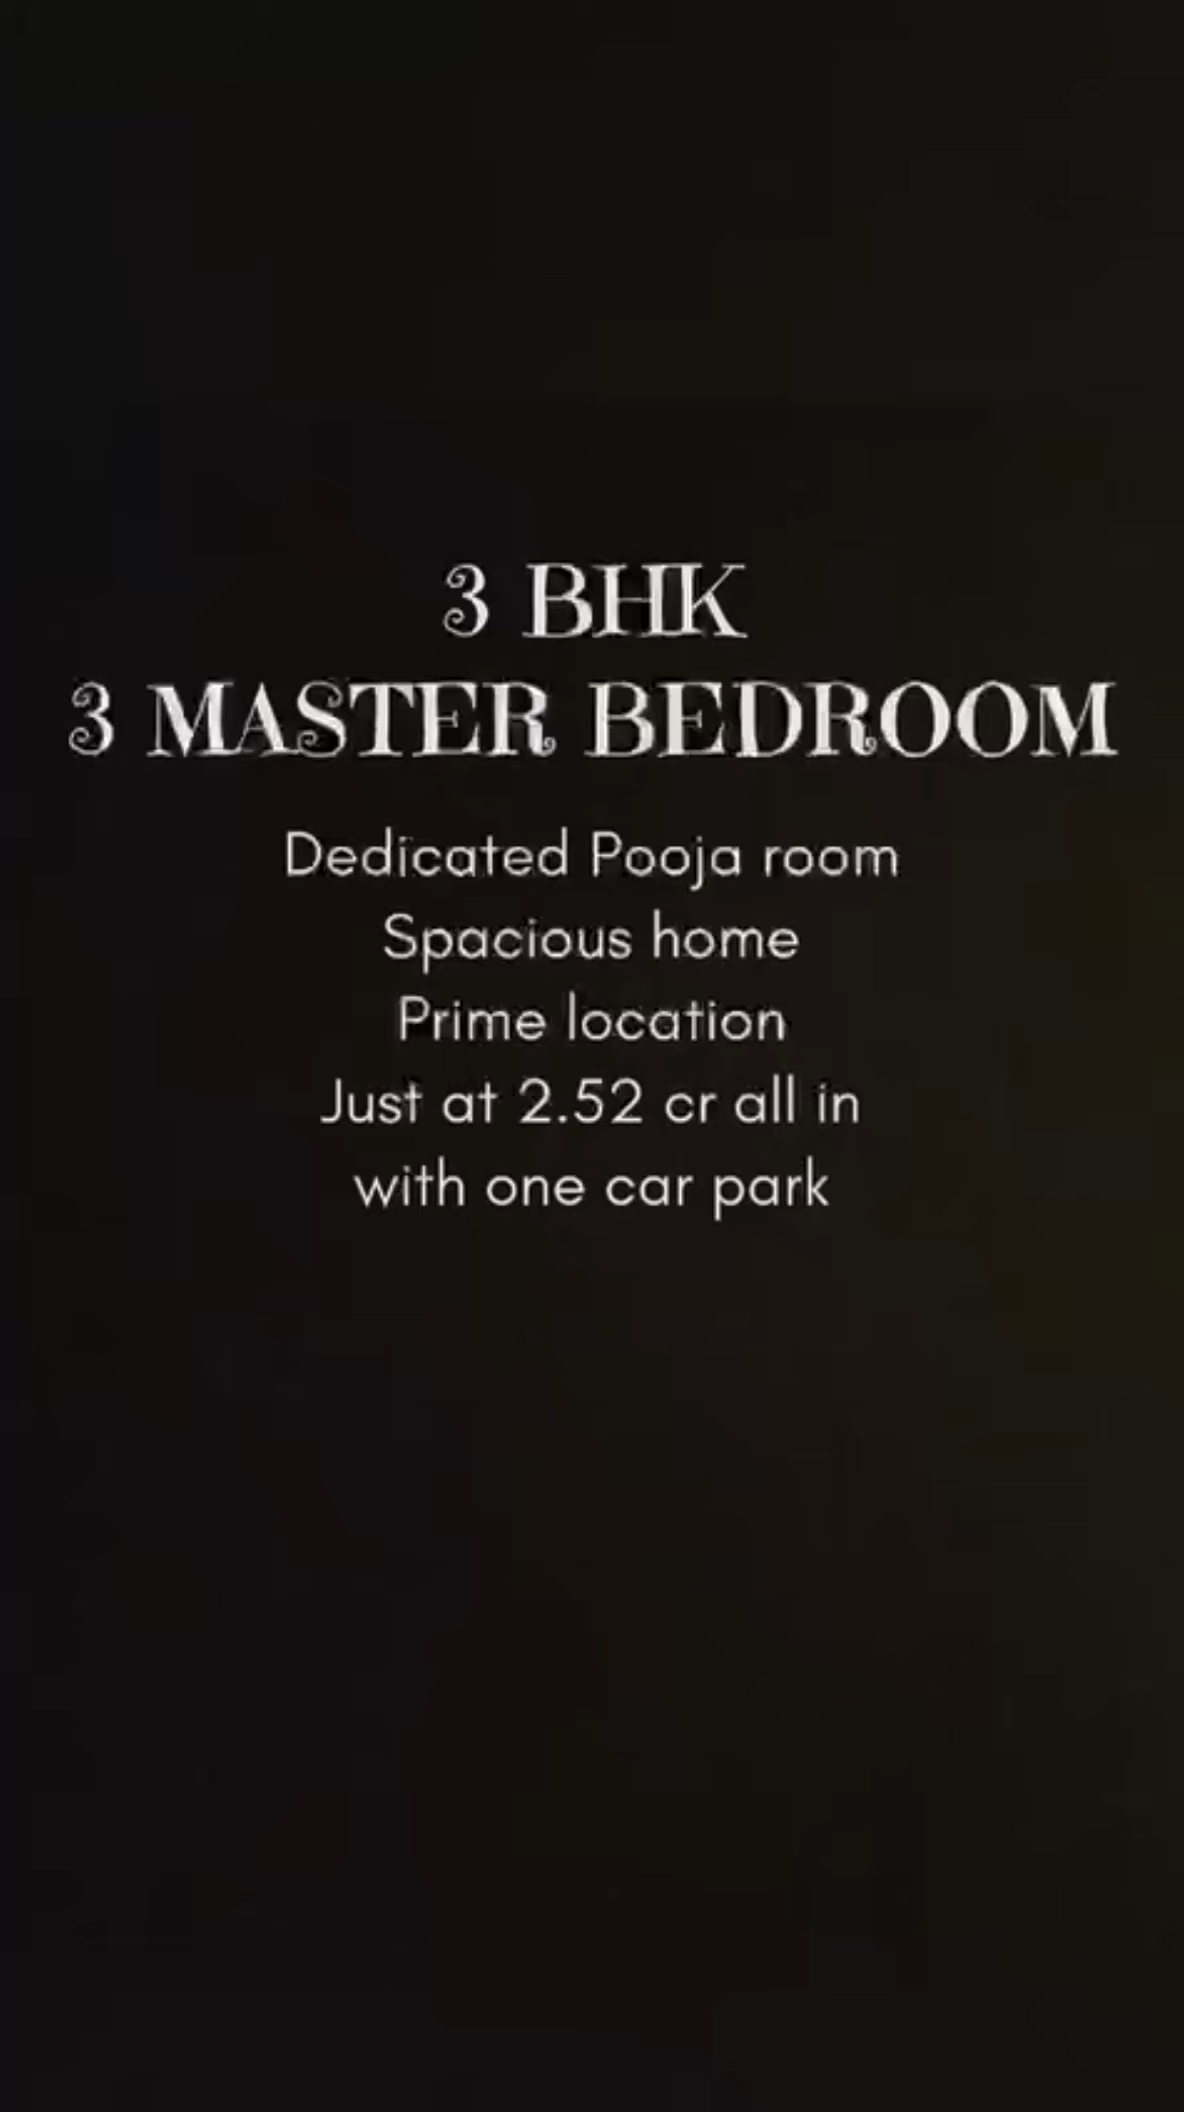 3 BHK
3 MASTER BEDROOM
Dedicated Pooja room
Spacious home
Prime location
Just at 2.52 cr all in
with one car park